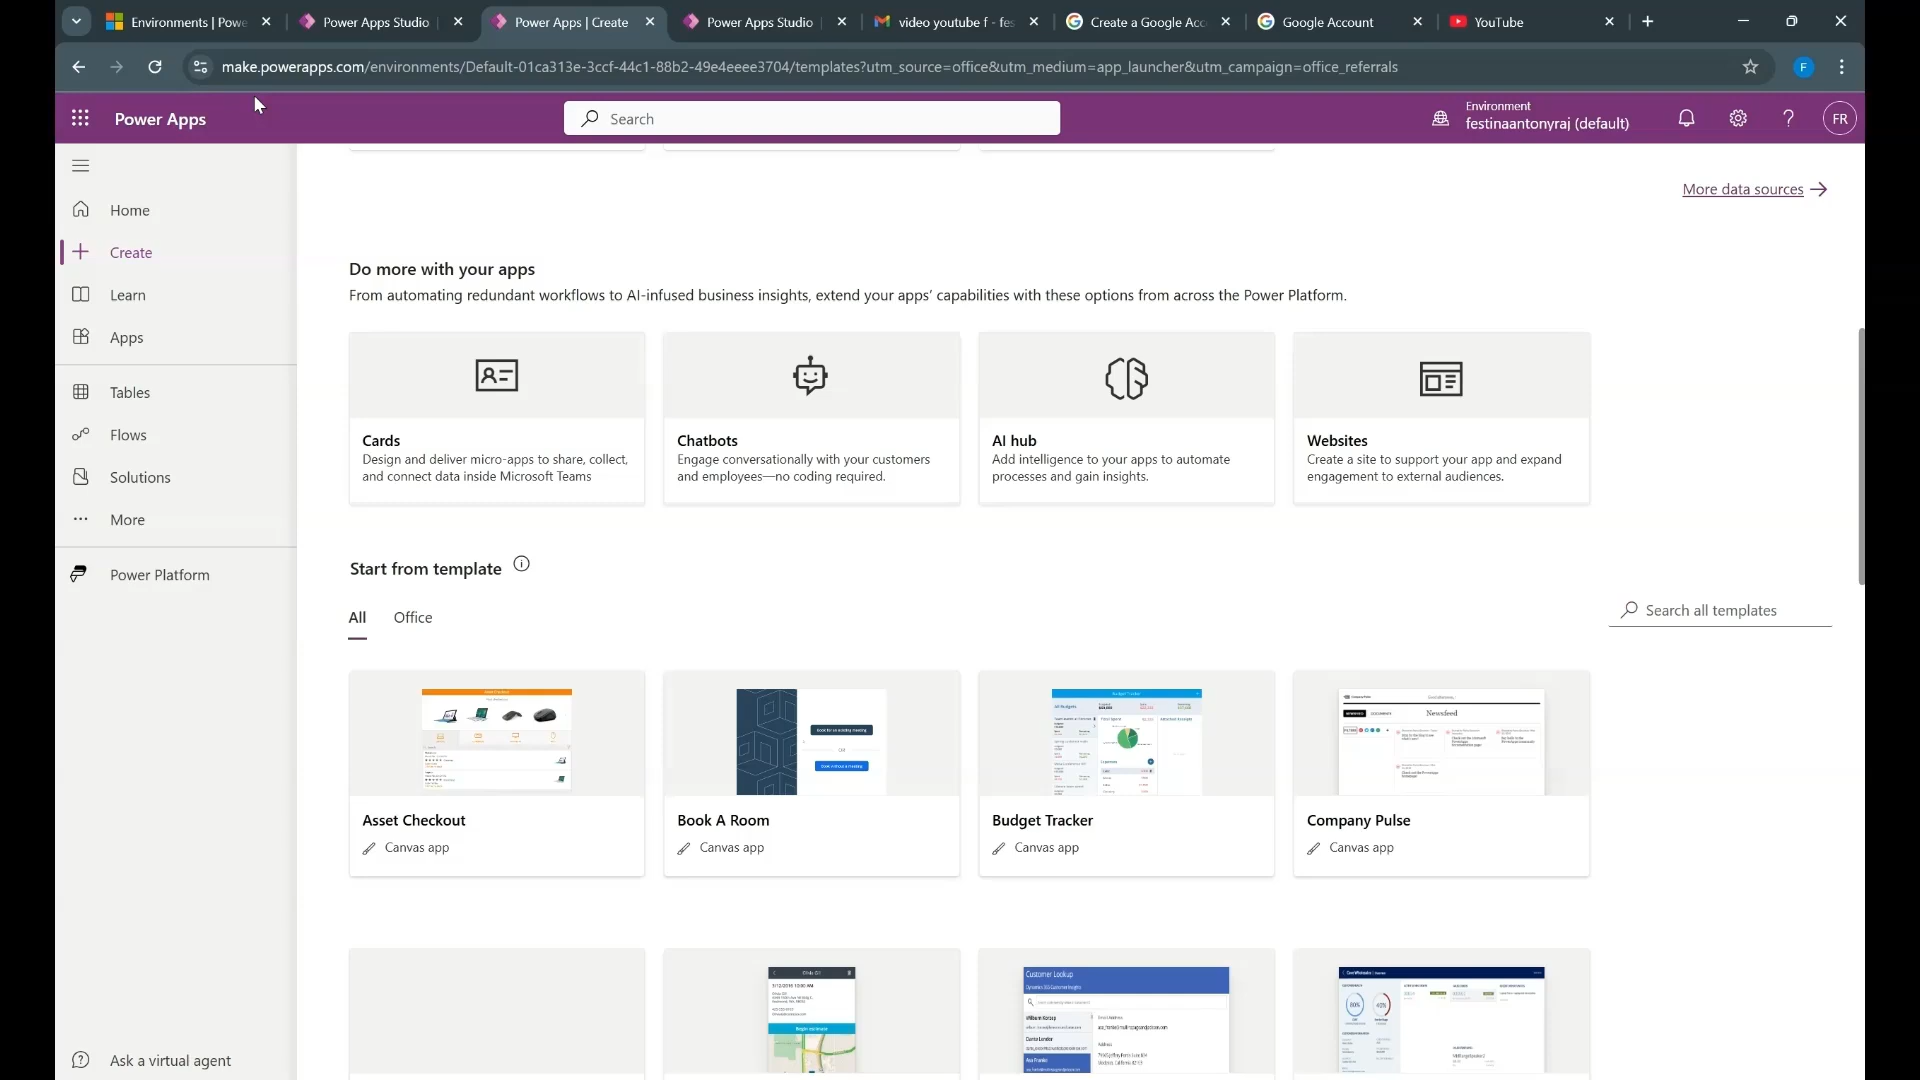 Environments | Powe
Power Apps Studio
Power Apps | Create
Power Apps Studio
video youtube f - fes
Create a Google Acc
Google Account
YouTube
make.powerapps.com/environments/Default-01ca313e-3ccf-44c1-88b2-49e4eeee3704/templates?utm_source=office&utm_medium=app_launcher&utm_campaign=office_referrals
F
Power Apps
Search
Environment
festinaantonyraj (default)
FR
More data sources
Home
Create
Learn
Apps
Tables
Flows
Solutions
More
Power Platform
Ask a virtual agent
Do more with your apps
From automating redundant workflows to AI-infused business insights, extend your apps' capabilities with these options from across the Power Platform.
Cards
Design and deliver micro-apps to share, collect,
and connect data inside Microsoft Teams
Chatbots
Engage conversationally with your customers
and employees—no coding required.
AI hub
Add intelligence to your apps to automate
processes and gain insights.
Websites
Create a site to support your app and expand
engagement to external audiences.
Start from template
All
Office
Search all templates
Newsfeed
Asset Checkout
Canvas app
Book A Room
Canvas app
Budget Tracker
Canvas app
Company Pulse
Canvas app
Customer Lookup